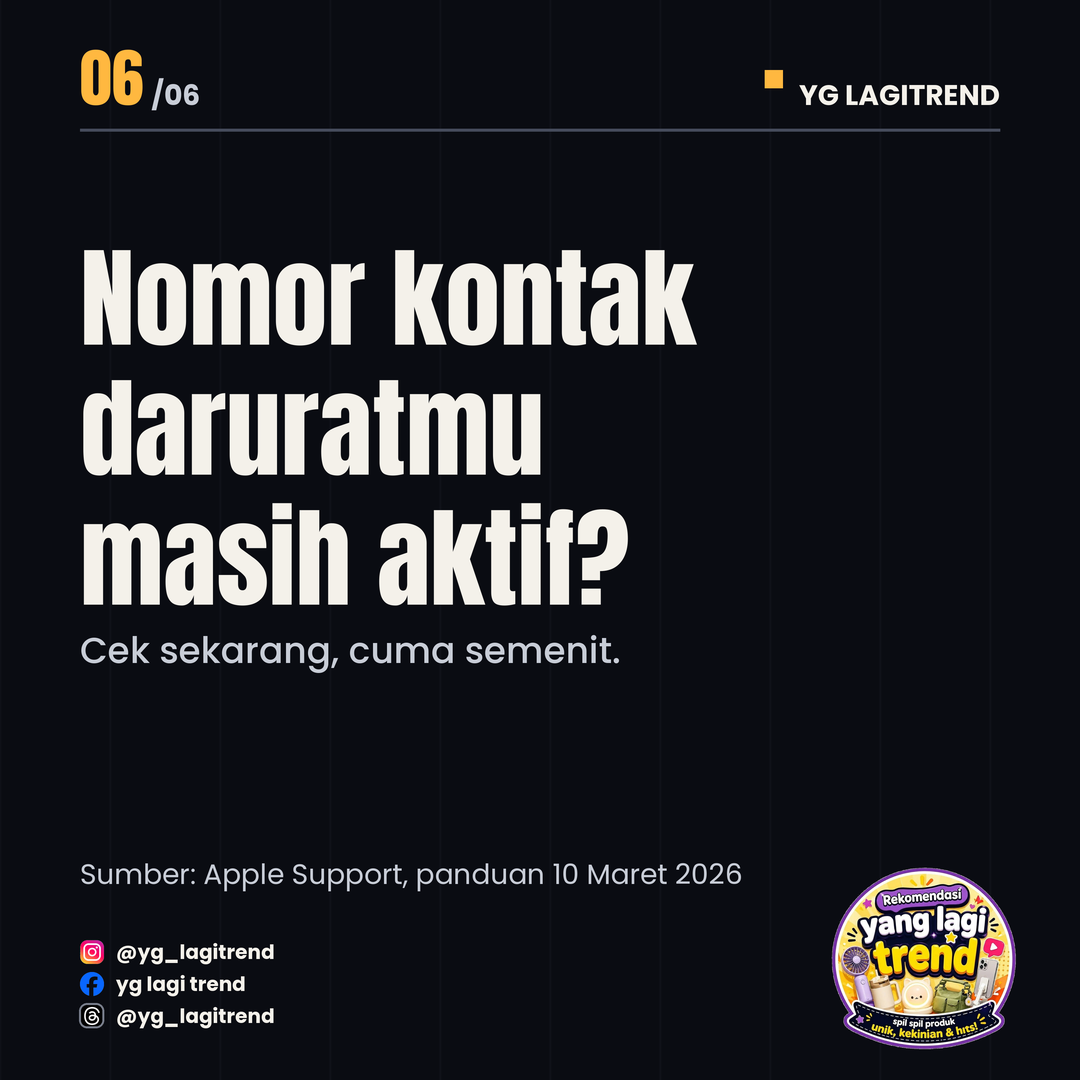 06 /06
YG LAGITREND
Nomor kontak
daruratmu
masih aktif?
Cek sekarang, cuma semenit.
Sumber: Apple Support, panduan 10 Maret 2026
@yg_lagitrend
yg lagi trend
@yg_lagitrend
Rekomendasi
yang lagi
trend
spil spil produk
unik, kekinian & hits!